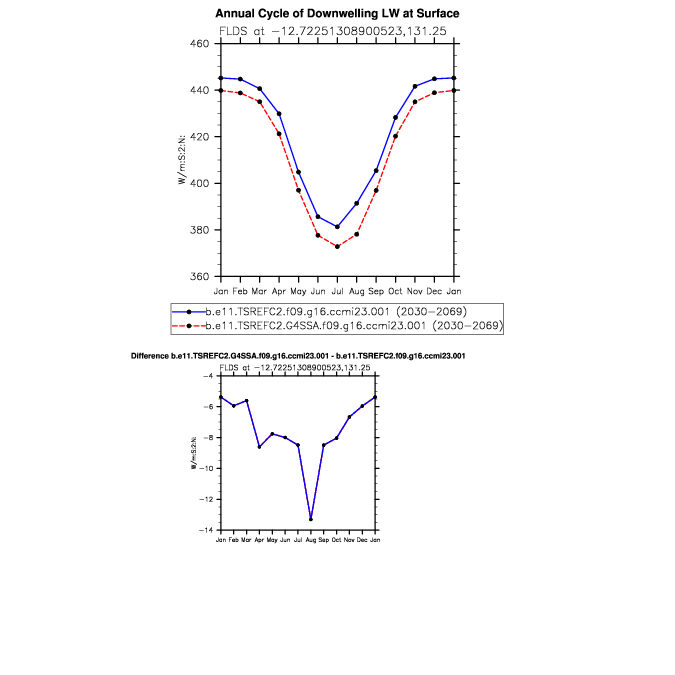 Annual Cycle of Downwelling LW at Surface
FLDS at −12.72251308900523,131.25
460
440
420
400
380
360
W/m:S:2:N:
Jan Feb Mar Apr May Jun Jul Aug Sep Oct Nov Dec Jan
b.e11.TSREFC2.f09.g16.ccmi23.001 (2030−2069)
b.e11.TSREFC2.G4SSA.f09.g16.ccmi23.001 (2030−2069)
Difference b.e11.TSREFC2.G4SSA.f09.g16.ccmi23.001 - b.e11.TSREFC2.f09.g16.ccmi23.001
FLDS at −12.72251308900523,131.25
−4
−6
−8
−10
−12
−14
W/m:S:2:N:
Jan Feb Mar Apr May Jun Jul Aug Sep Oct Nov Dec Jan